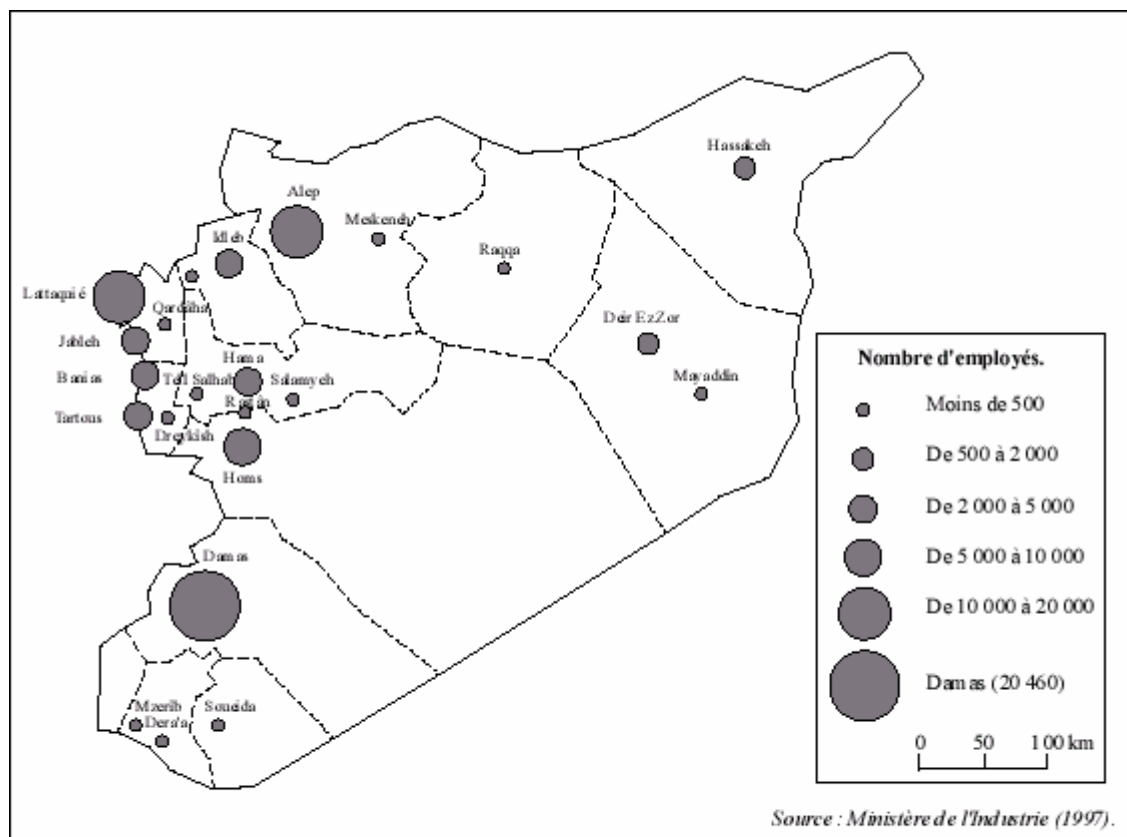 Hassakeh
Alep
Meskeneh
Idleb
Raqqa
Lattaquié
Qardaha
Jableh
Deir Ez Zor
Hama
Banias
Tell Salhab
Salamyeh
Mayaddin
Rastan
Tartous
Dreykish
Homs
Damas
Mzerib
Soueida
Dera'a
Nombre d'employés.
Moins de 500
De 500 à 2 000
De 2 000 à 5 000
De 5 000 à 10 000
De 10 000 à 20 000
Damas (20 460)
0 50 100 km
Source : Ministère de l'Industrie (1997).